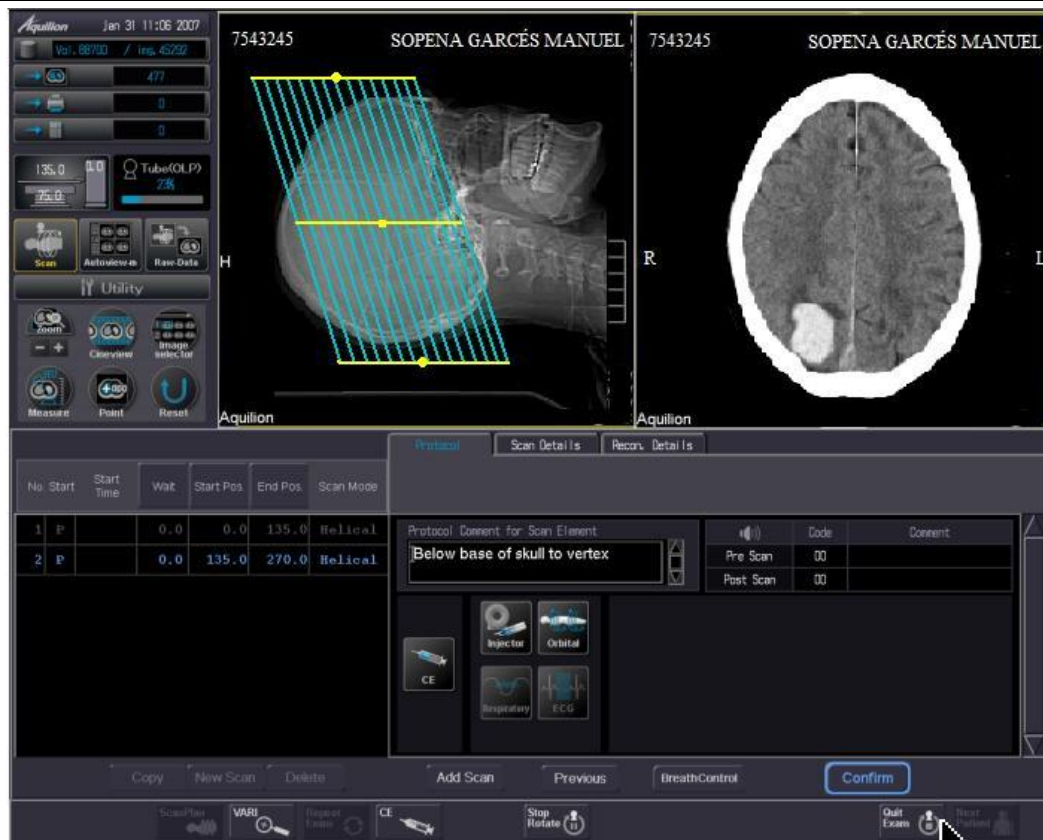 Aquilion Jan 31 11:06 2007
Vol. 88700 / img. 45292
477
0
0
135.0 1.0
75.0
Tube(OLP)
23%
Scan Autoview-m Raw-Data
Utility
Zoom
- +
Cineview
Image selector
Measure Point Reset
7543245 SOPENA GARCÉS MANUEL
H
Aquilion
7543245 SOPENA GARCÉS MANUEL
R L
Aquilion
Protocol Scan Details Recon. Details
No. Start Start Time Wait Start Pos. End Pos. Scan Mode
1 P 0.0 0.0 135.0 Helical
2 P 0.0 135.0 270.0 Helical
Protocol Comment for Scan Element
Below base of skull to vertex
Code Comment
Pre Scan 00
Post Scan 00
CE
Injector Orbital
Respiratory ECG
Copy New Scan Delete Add Scan Previous BreathControl Confirm
ScanPlan VARI Repeat Exam CE Stop Rotate Quit Exam Next Patient